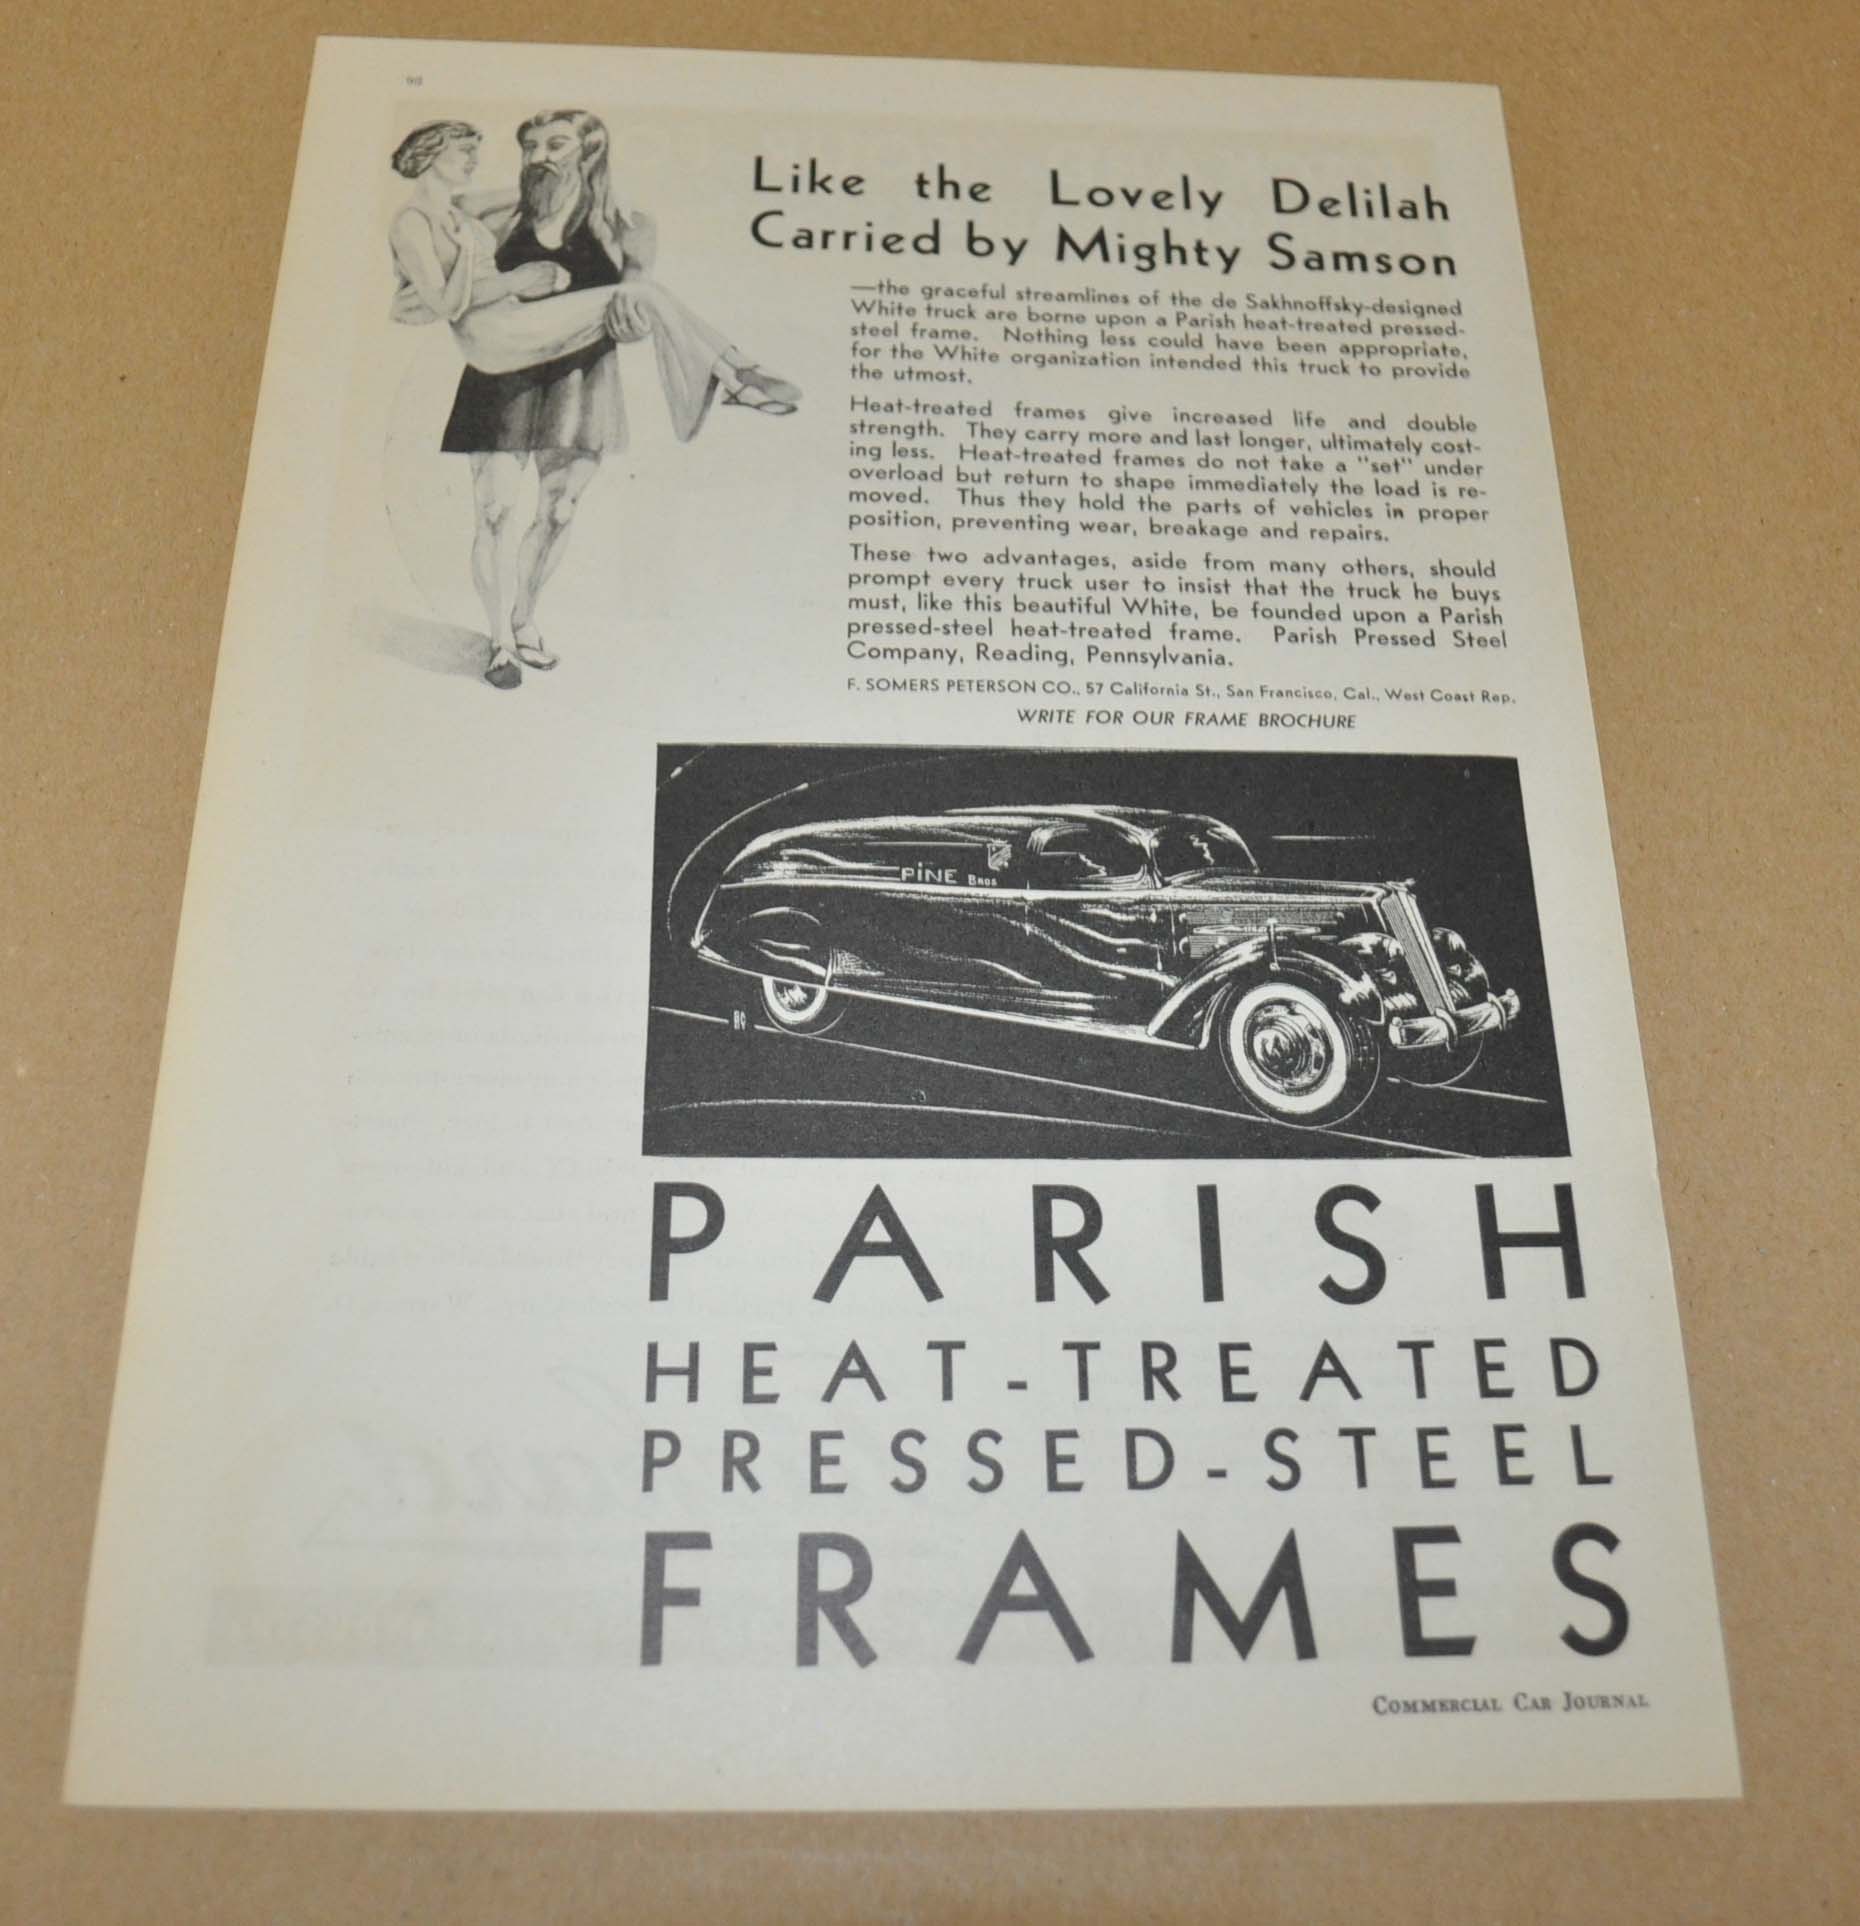 Like the Lovely Delilah
Carried by Mighty Samson
—the graceful streamlines of the de Sakhnoffsky-designed
White truck are borne upon a Parish heat-treated pressed-
steel frame. Nothing less could have been appropriate,
for the White organization intended this truck to provide
the utmost.
Heat-treated frames give increased life and double
strength. They carry more and last longer, ultimately cost-
ing less. Heat-treated frames do not take a "set" under
overload but return to shape immediately the load is re-
moved. Thus they hold the parts of vehicles in proper
position, preventing wear, breakage and repairs.
These two advantages, aside from many others, should
prompt every truck user to insist that the truck he buys
must, like this beautiful White, be founded upon a Parish
pressed-steel heat-treated frame. Parish Pressed Steel
Company, Reading, Pennsylvania.
F. SOMERS PETERSON CO., 57 California St., San Francisco, Cal., West Coast Rep.
WRITE FOR OUR FRAME BROCHURE
PINE BROS
PARISH
HEAT-TREATED
PRESSED-STEEL
FRAMES
COMMERCIAL CAR JOURNAL